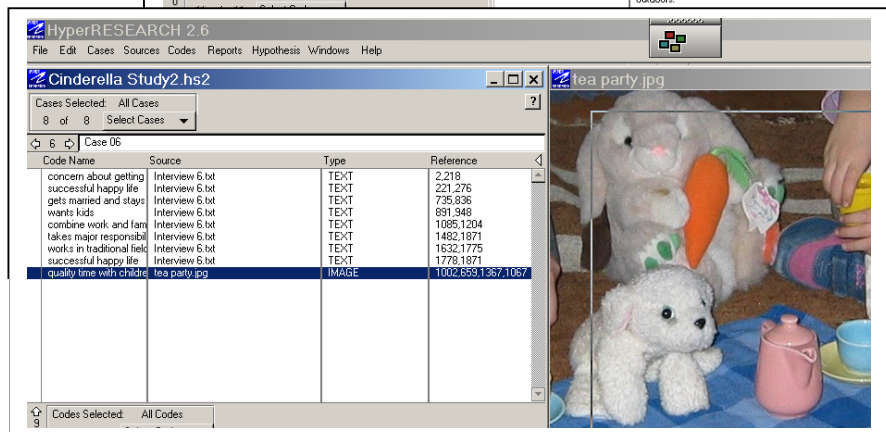 outdoors.
HyperRESEARCH 2.6
File Edit Cases Sources Codes Reports Hypothesis Windows Help
Cinderella Study2.hs2
Cases Selected: All Cases
8 of 8 Select Cases
?
6 Case 06
Code Name Source Type Reference
concern about getting Interview 6.txt TEXT 2,218
successful happy life Interview 6.txt TEXT 221,276
gets married and stays Interview 6.txt TEXT 735,836
wants kids Interview 6.txt TEXT 891,948
combine work and fam Interview 6.txt TEXT 1085,1204
takes major responsibil Interview 6.txt TEXT 1482,1871
works in traditional field Interview 6.txt TEXT 1632,1775
successful happy life Interview 6.txt TEXT 1778,1871
quality time with childre tea party.jpg IMAGE 1002,659,1367,1067
Codes Selected: All Codes
9
tea party.jpg